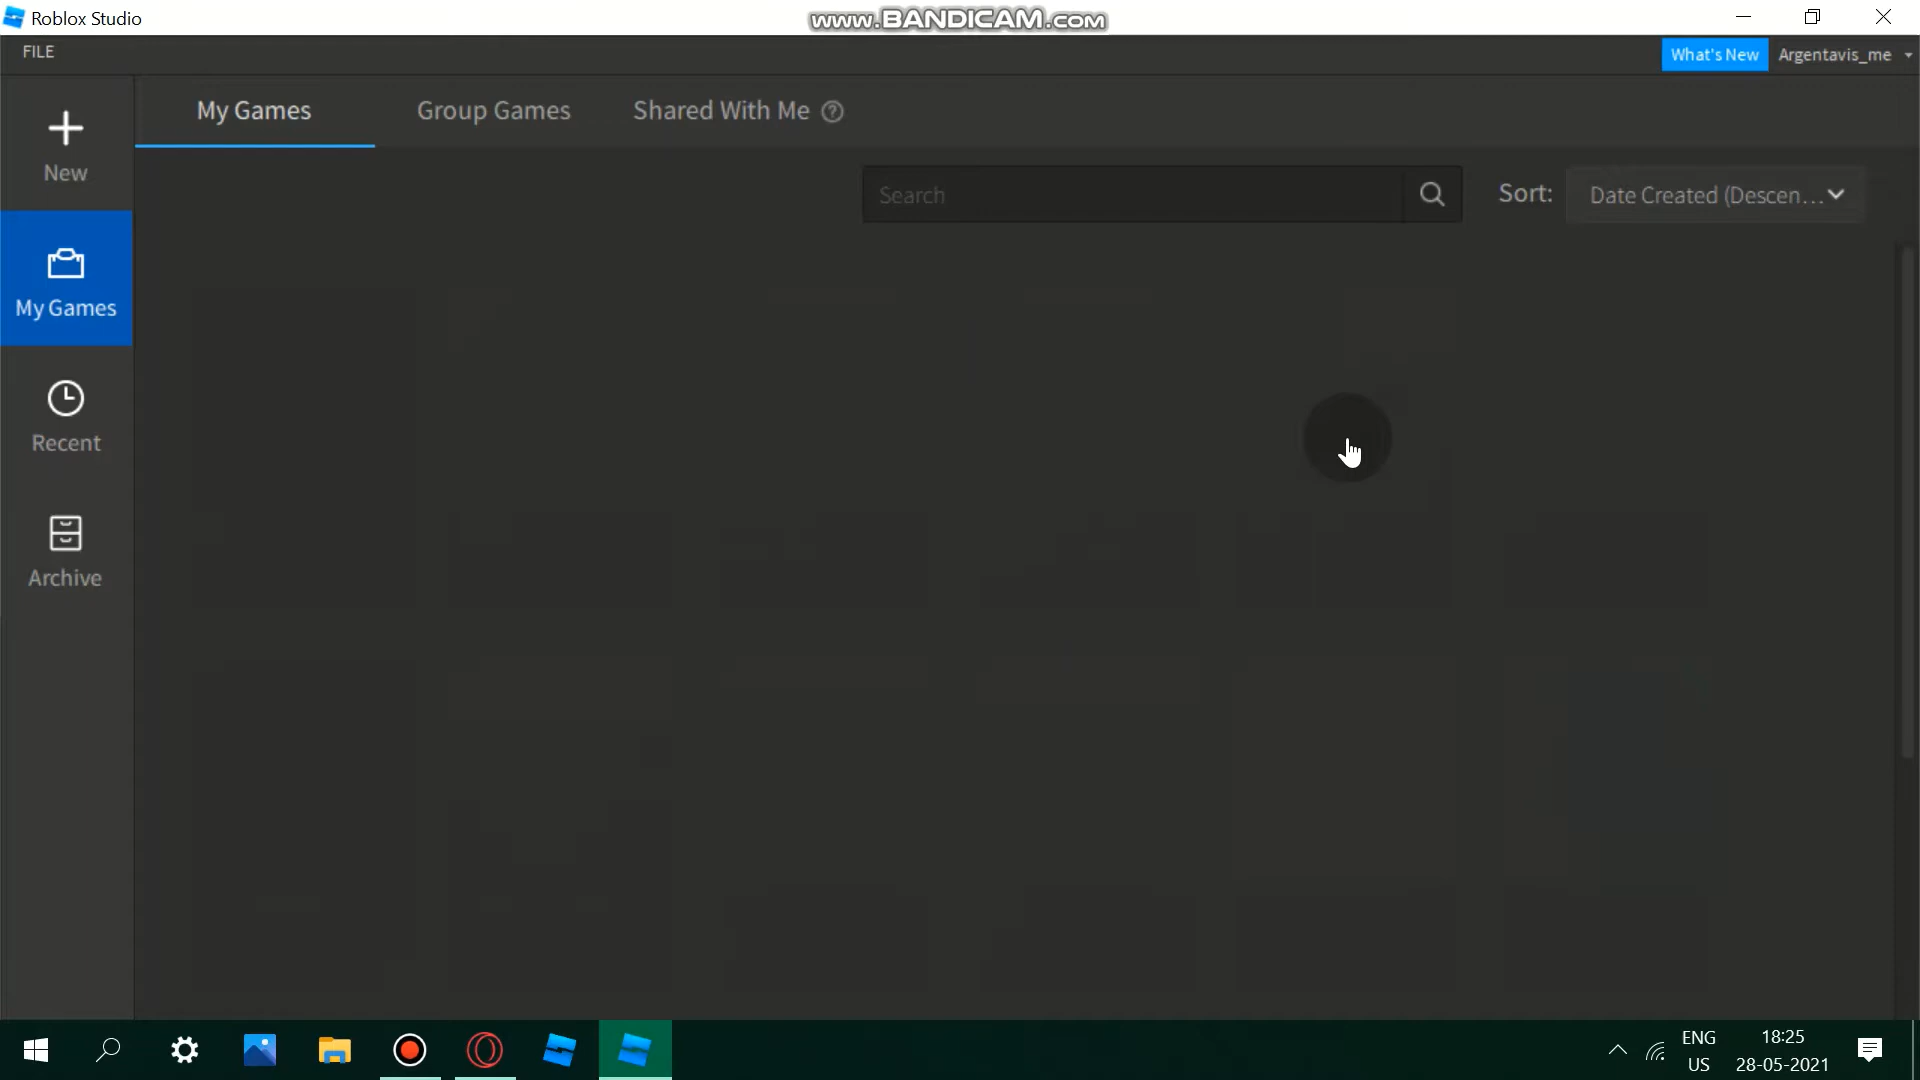 Roblox Studio
www.BANDICAM.com
FILE
What's New
Argentavis_me
New
My Games
Group Games
Shared With Me ?
Search
Sort:
Date Created (Descen...
My Games
Recent
Archive
ENG
US
18:25
28-05-2021